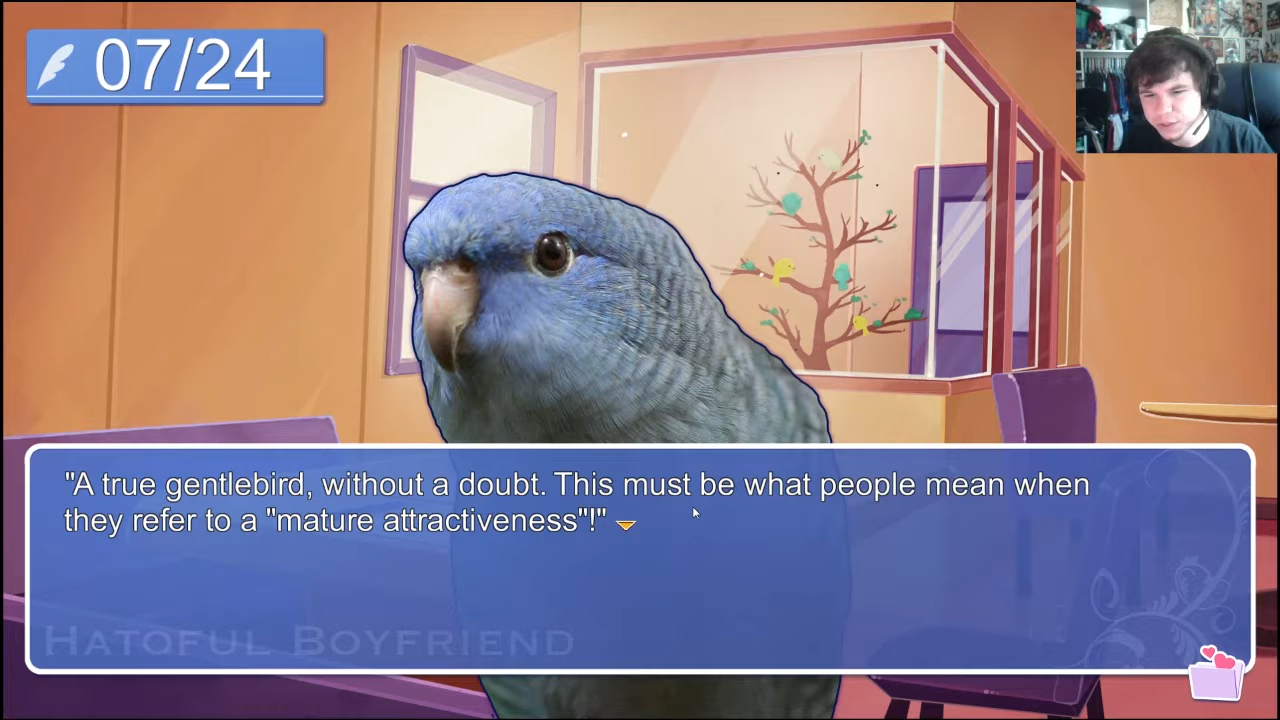 07/24
"A true gentlebird, without a doubt. This must be what people mean when
they refer to a "mature attractiveness"!"
HATOFUL BOYFRIEND